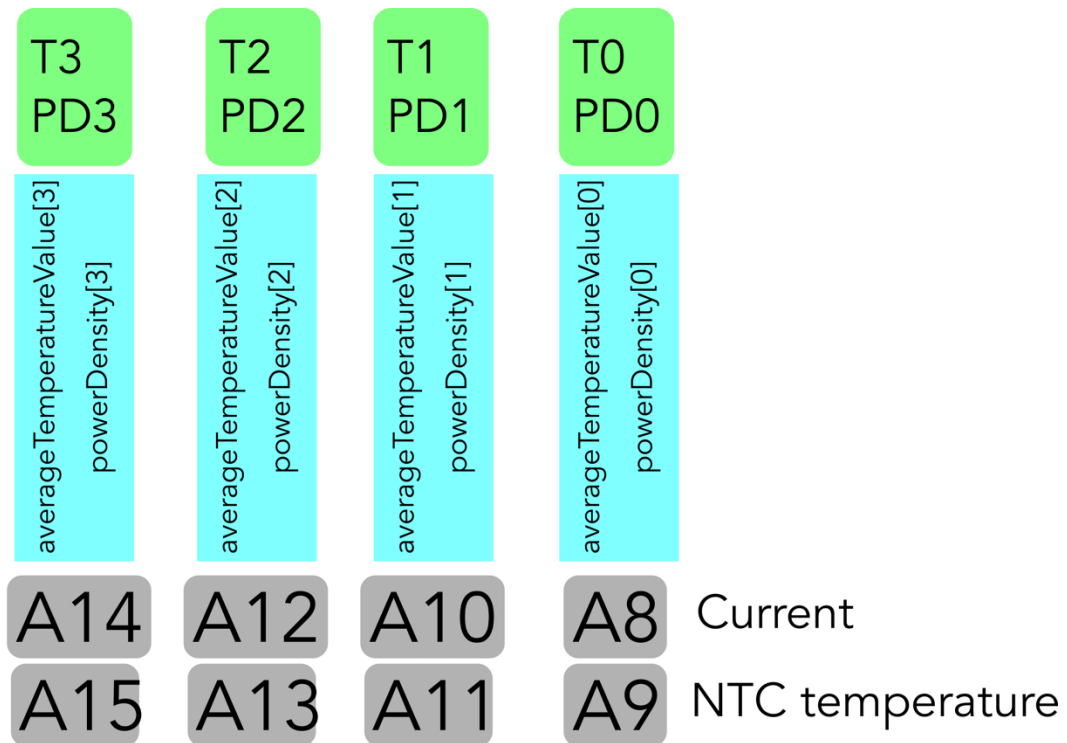 T3
PD3
T2
PD2
T1
PD1
T0
PD0
averageTemperatureValue[3]
powerDensity[3]
averageTemperatureValue[2]
powerDensity[2]
averageTemperatureValue[1]
powerDensity[1]
averageTemperatureValue[0]
powerDensity[0]
A14 A12 A10 A8 Current
A15 A13 A11 A9 NTC temperature